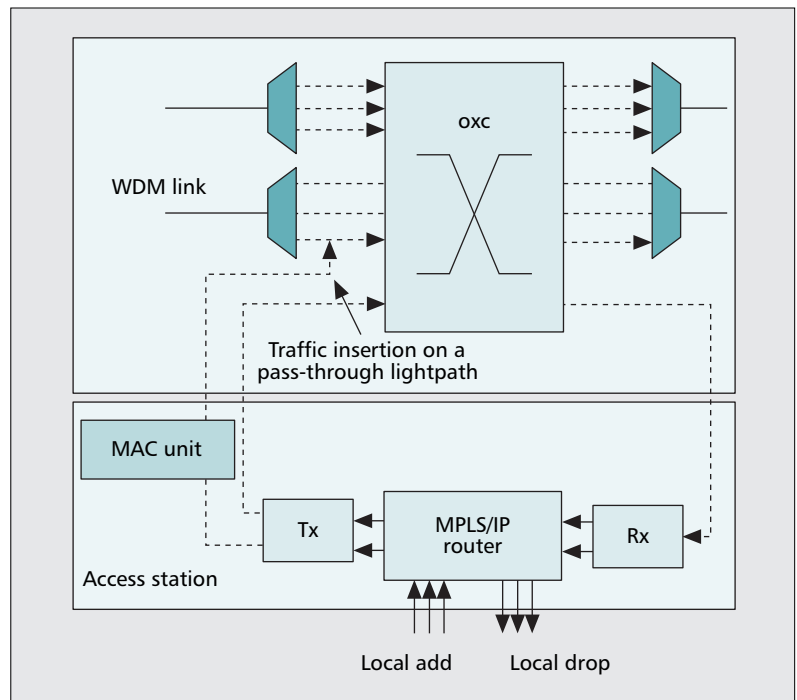 oxc
WDM link
Traffic insertion on a
pass-through lightpath
MAC unit
Tx
MPLS/IP
router
Rx
Access station
Local add
Local drop